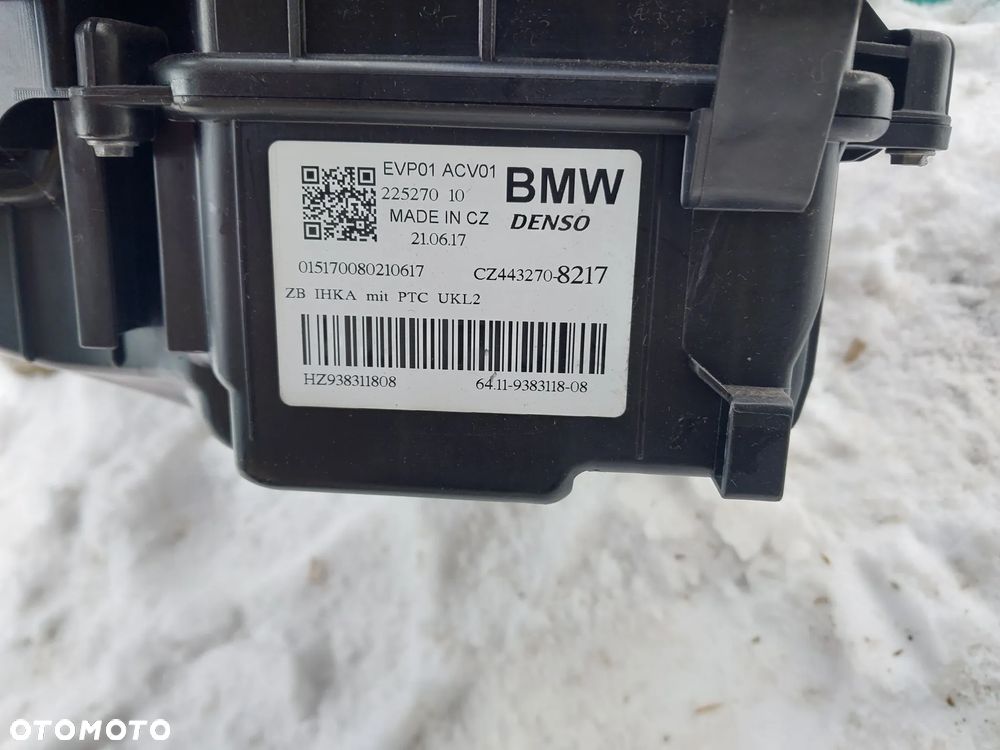 EVP01 ACV01
225270 10
BMW
MADE IN CZ
DENSO
21.06.17
015170080210617
CZ443270-8217
ZB IHKA mit PTC UKL2
HZ938311808
64.11-9383118-08
OTOMOTO